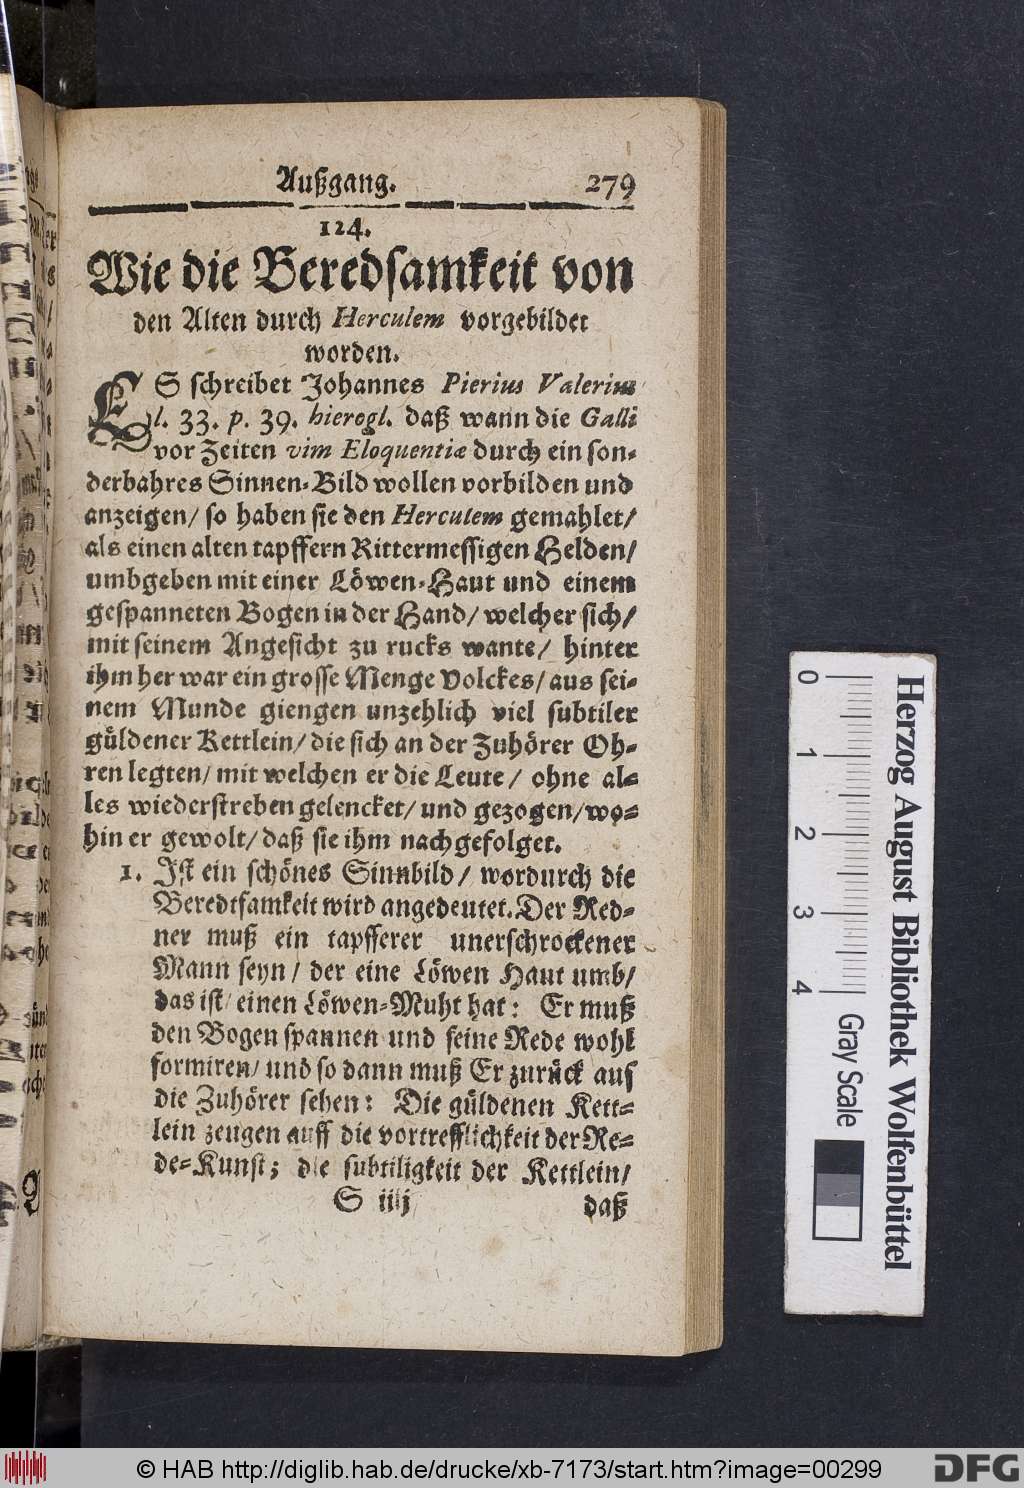 Außgang. 279
124.
Wie die Beredsamkeit von
den Alten durch Herculem vorgebildet
worden.
ES schreibet Johannes Pierius Valerius
l. 33. p. 39. hierogl. daß wann die Galli
vor Zeiten vim Eloquentiæ durch ein son-
derbahres Sinnen-Bild wollen vorbilden und
anzeigen/ so haben sie den Herculem gemahlet/
als einen alten tapffern Rittermessigen Helden/
umbgeben mit einer Löwen-Haut und einem
gespanneten Bogen in der Hand/ welcher sich/
mit seinem Angesicht zu rucks wante/ hinter
ihm her war ein grosse Menge Volckes/ aus sei-
nem Munde giengen unzehlich viel subtiler
güldener Kettlein/ die sich an der Zuhörer Oh-
ren legten/ mit welchen er die Leute/ ohne al-
les wiederstreben gelencket/ und gezogen/ wo-
hin er gewolt/ daß sie ihm nachgefolget.
1. Ist ein schönes Sinnbild/ wordurch die
Beredtsamkeit wird angedeutet. Der Red-
ner muß ein tapfferer unerschrockener
Mann seyn/ der eine Löwen Haut umb/
das ist/ einen Löwen-Muht hat: Er muß
den Bogen spannen und seine Rede wohl
formiren/ und so dann muß Er zurück auf
die Zuhörer sehen: Die güldenen Kett-
lein zeugen auff die vortrefflichkeit der Re-
de-Kunst; die subtiligkeit der Kettlein/
S iiij daß
0 1 2 3 4
Herzog August Bibliothek Wolfenbüttel
Gray Scale
© HAB http://diglib.hab.de/drucke/xb-7173/start.htm?image=00299
DFG